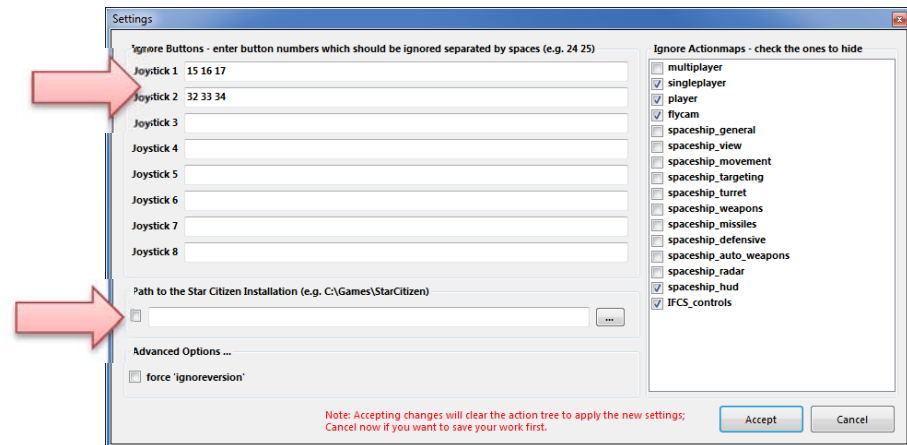 Settings
Ignore Buttons - enter button numbers which should be ignored separated by spaces (e.g. 24 25)
Joystick 1 15 16 17
Joystick 2 32 33 34
Joystick 3
Joystick 4
Joystick 5
Joystick 6
Joystick 7
Joystick 8
Path to the Star Citizen Installation (e.g. C:\Games\StarCitizen)
...
Advanced Options ...
force 'ignoreversion'
Ignore Actionmaps - check the ones to hide
multiplayer
singleplayer
player
flycam
spaceship_general
spaceship_view
spaceship_movement
spaceship_targeting
spaceship_turret
spaceship_weapons
spaceship_missiles
spaceship_defensive
spaceship_auto_weapons
spaceship_radar
spaceship_hud
IFCS_controls
Note: Accepting changes will clear the action tree to apply the new settings;
Cancel now if you want to save your work first.
Accept
Cancel